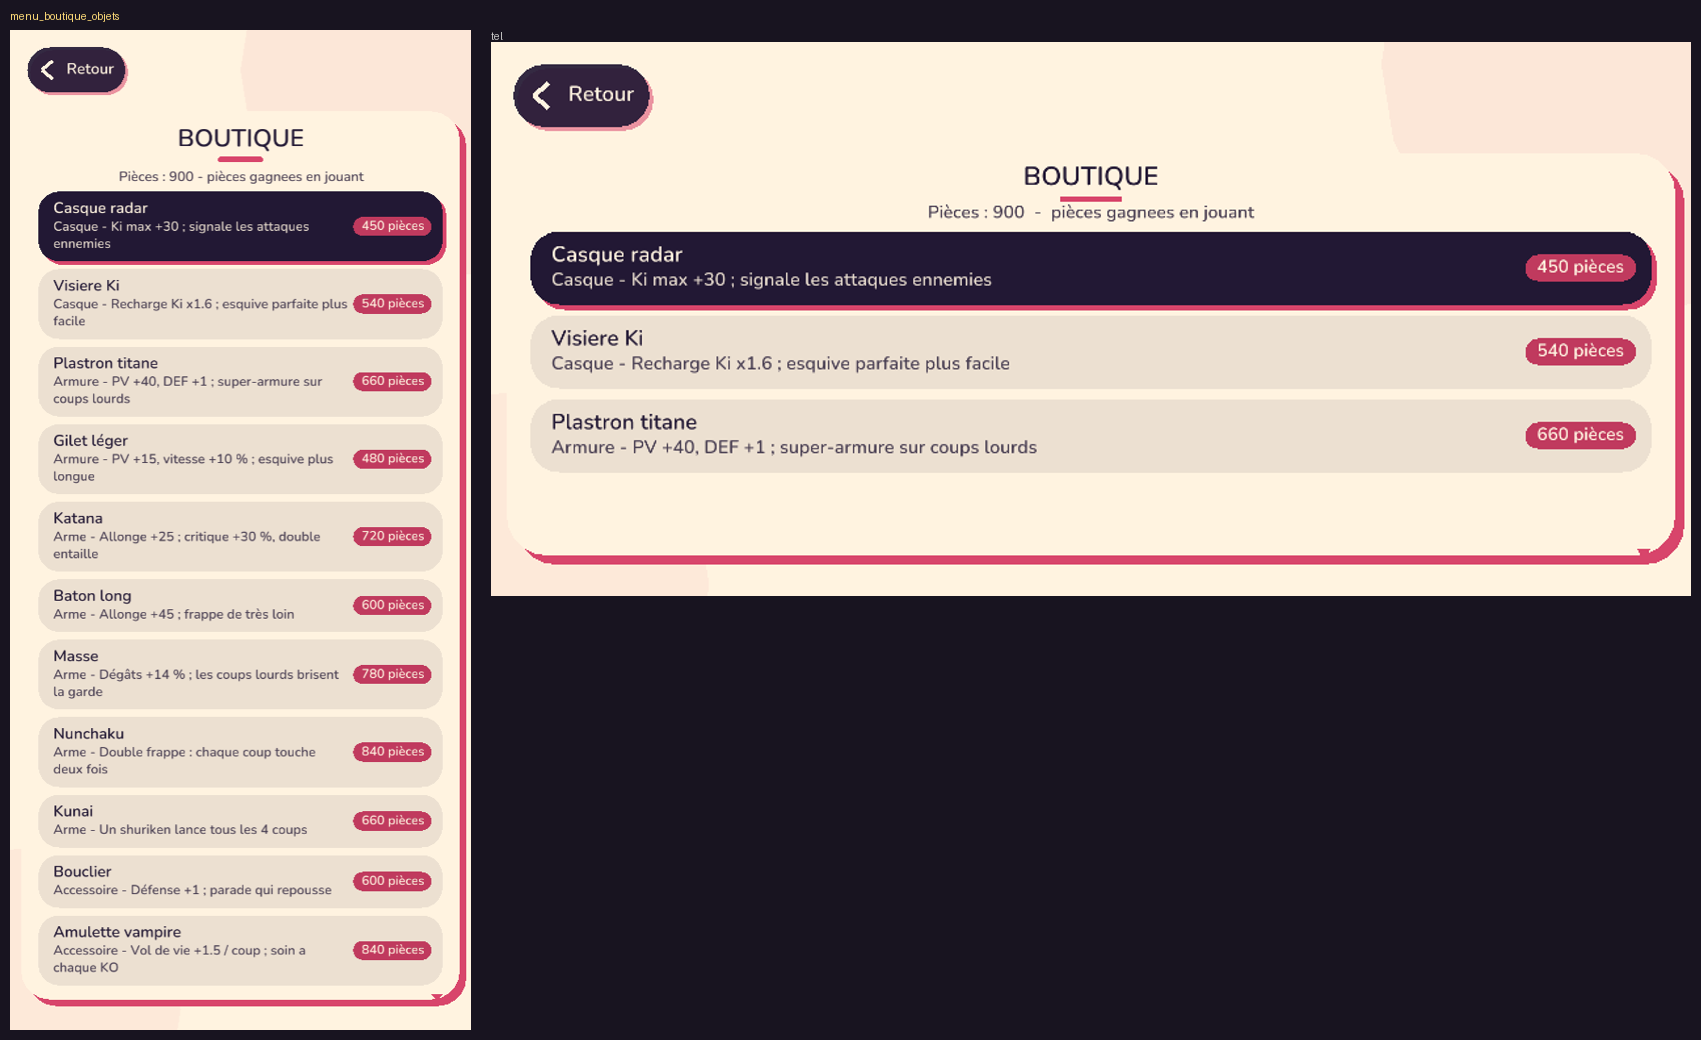 menu_boutique_objets
Retour
BOUTIQUE
Pièces : 900 - pièces gagnees en jouant
Casque radar
Casque - Ki max +30 ; signale les attaques
ennemies
450 pièces
Visiere Ki
Casque - Recharge Ki x1.6 ; esquive parfaite plus
facile
540 pièces
Plastron titane
Armure - PV +40, DEF +1 ; super-armure sur
coups lourds
660 pièces
Gilet léger
Armure - PV +15, vitesse +10 % ; esquive plus
longue
480 pièces
Katana
Arme - Allonge +25 ; critique +30 %, double
entaille
720 pièces
Baton long
Arme - Allonge +45 ; frappe de très loin
600 pièces
Masse
Arme - Dégâts +14 % ; les coups lourds brisent
la garde
780 pièces
Nunchaku
Arme - Double frappe : chaque coup touche
deux fois
840 pièces
Kunai
Arme - Un shuriken lance tous les 4 coups
660 pièces
Bouclier
Accessoire - Défense +1 ; parade qui repousse
600 pièces
Amulette vampire
Accessoire - Vol de vie +1.5 / coup ; soin a
chaque KO
840 pièces
tel
Retour
BOUTIQUE
Pièces : 900 - pièces gagnees en jouant
Casque radar
Casque - Ki max +30 ; signale les attaques ennemies
450 pièces
Visiere Ki
Casque - Recharge Ki x1.6 ; esquive parfaite plus facile
540 pièces
Plastron titane
Armure - PV +40, DEF +1 ; super-armure sur coups lourds
660 pièces